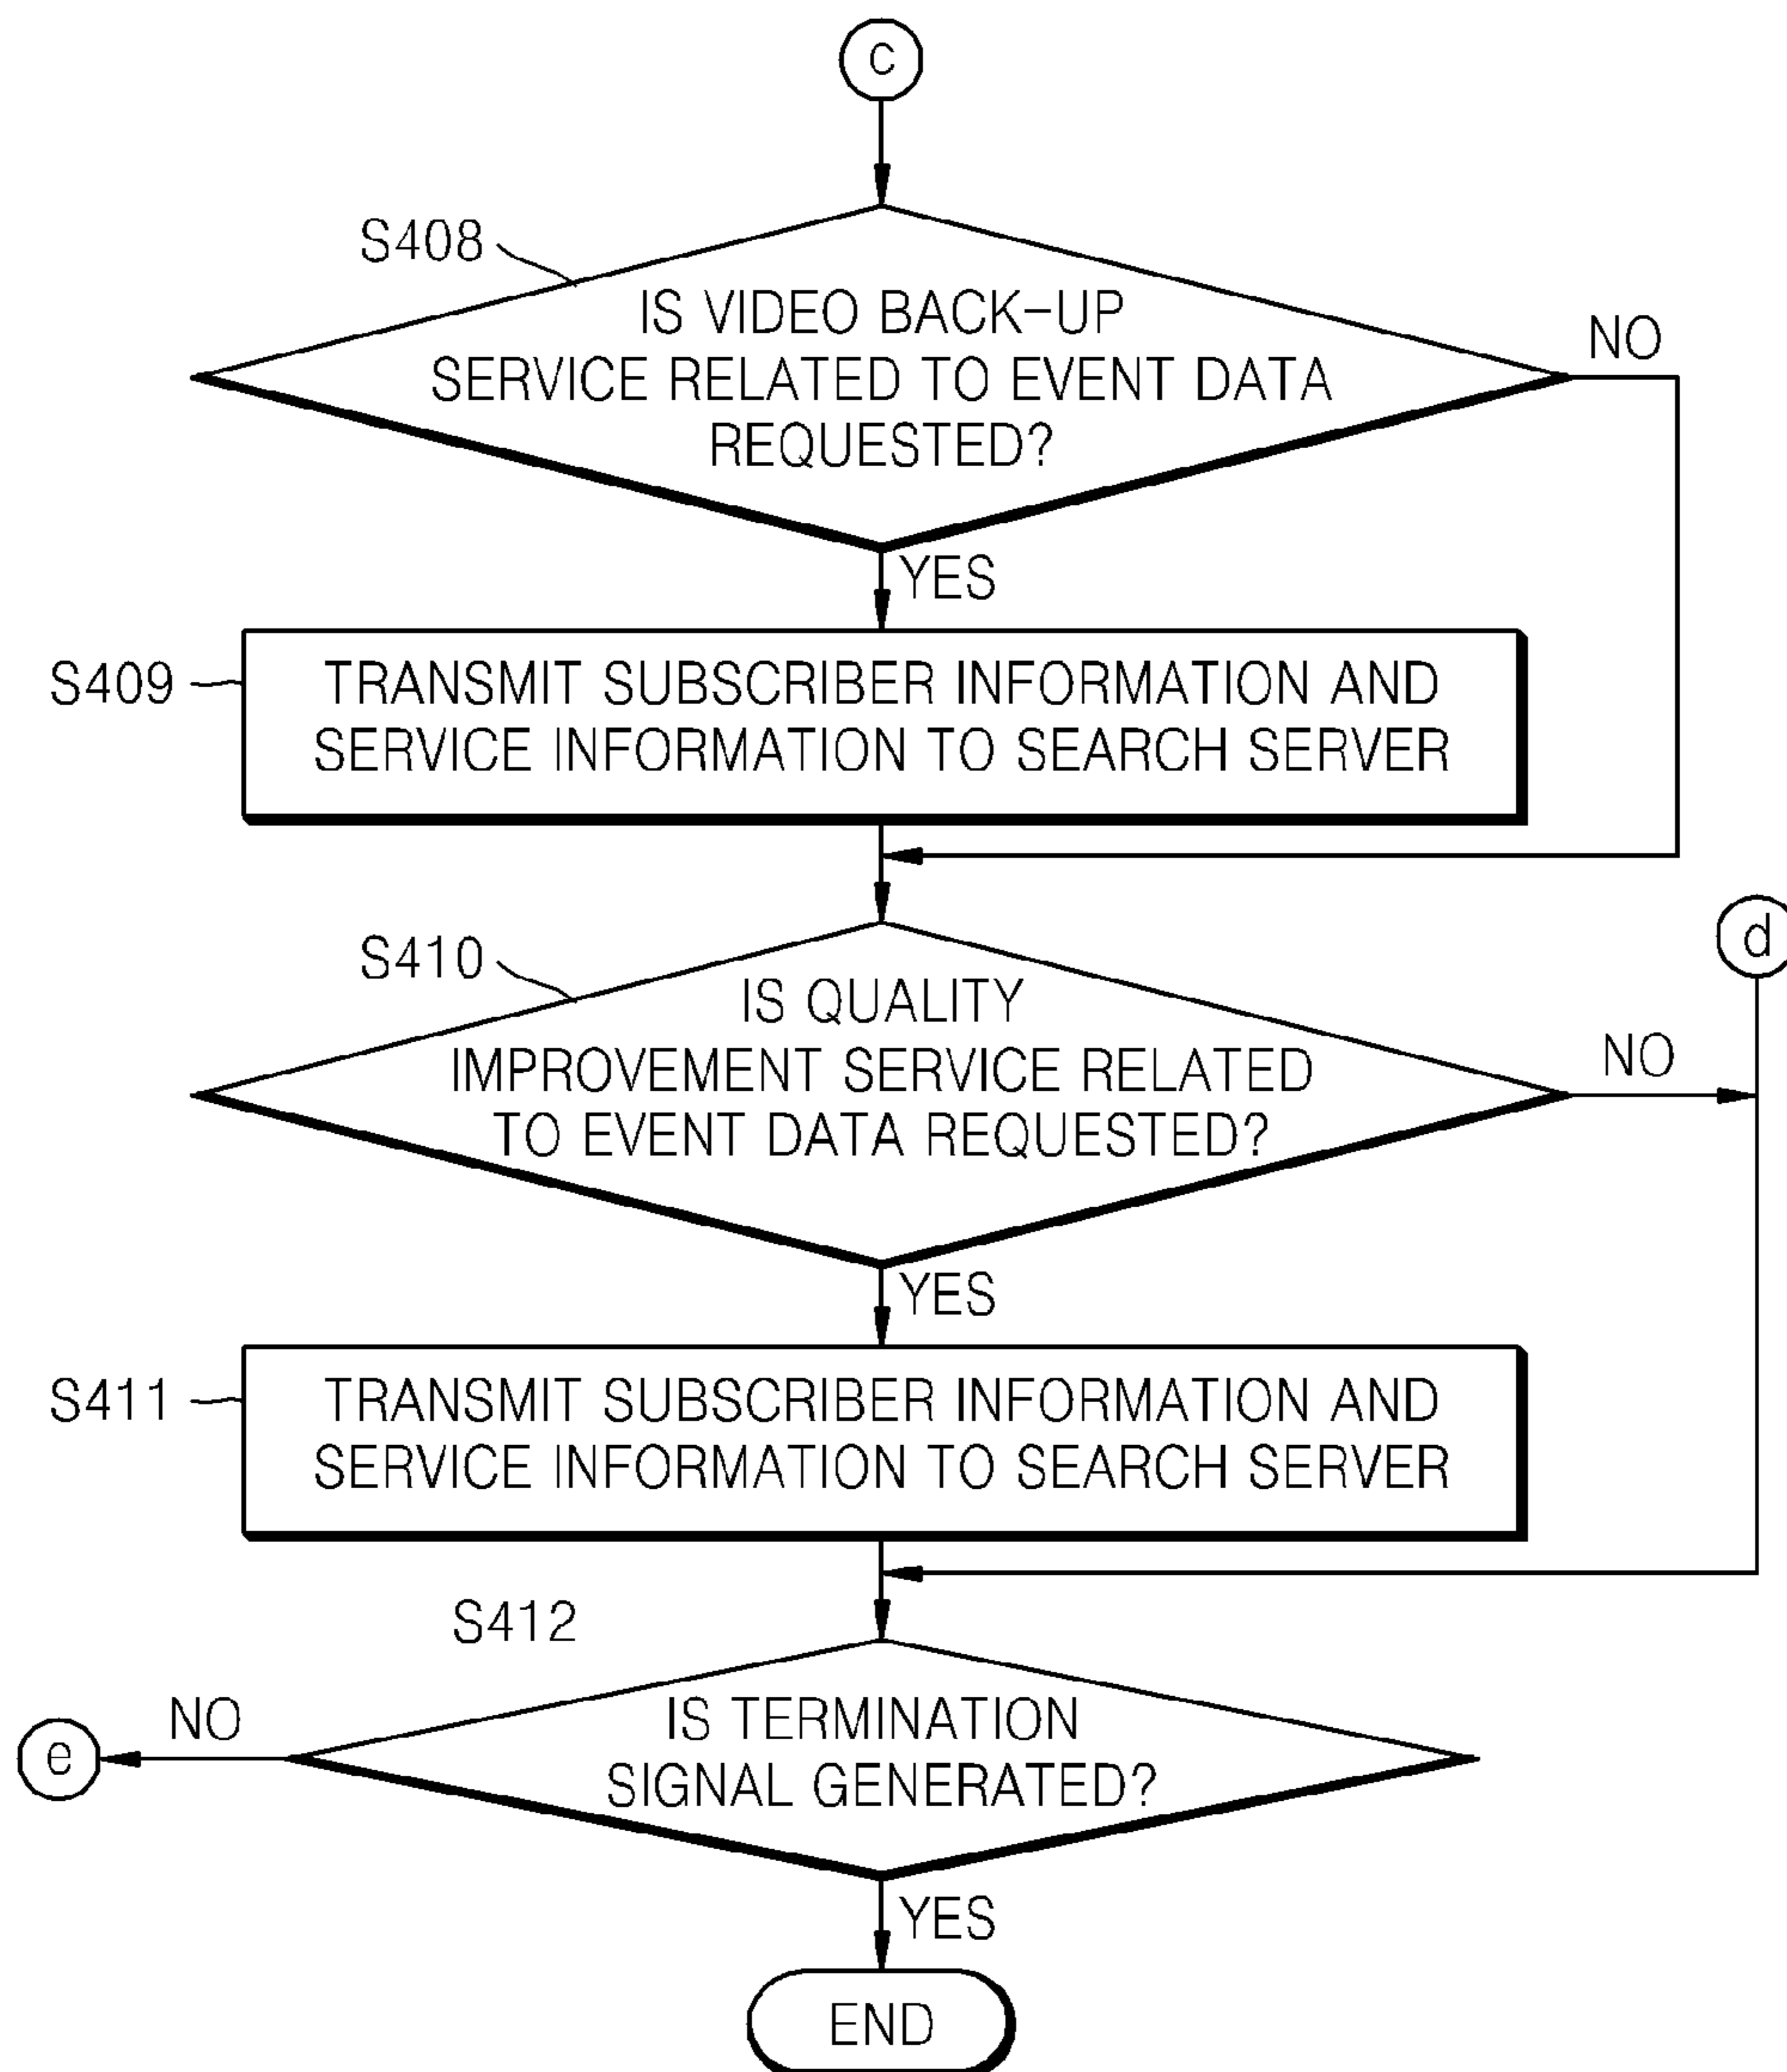 c
S408
IS VIDEO BACK-UP
SERVICE RELATED TO EVENT DATA
REQUESTED?
NO
YES
S409
TRANSMIT SUBSCRIBER INFORMATION AND
SERVICE INFORMATION TO SEARCH SERVER
d
S410
IS QUALITY
IMPROVEMENT SERVICE RELATED
TO EVENT DATA REQUESTED?
NO
YES
S411
TRANSMIT SUBSCRIBER INFORMATION AND
SERVICE INFORMATION TO SEARCH SERVER
S412
IS TERMINATION
SIGNAL GENERATED?
NO
e
YES
END